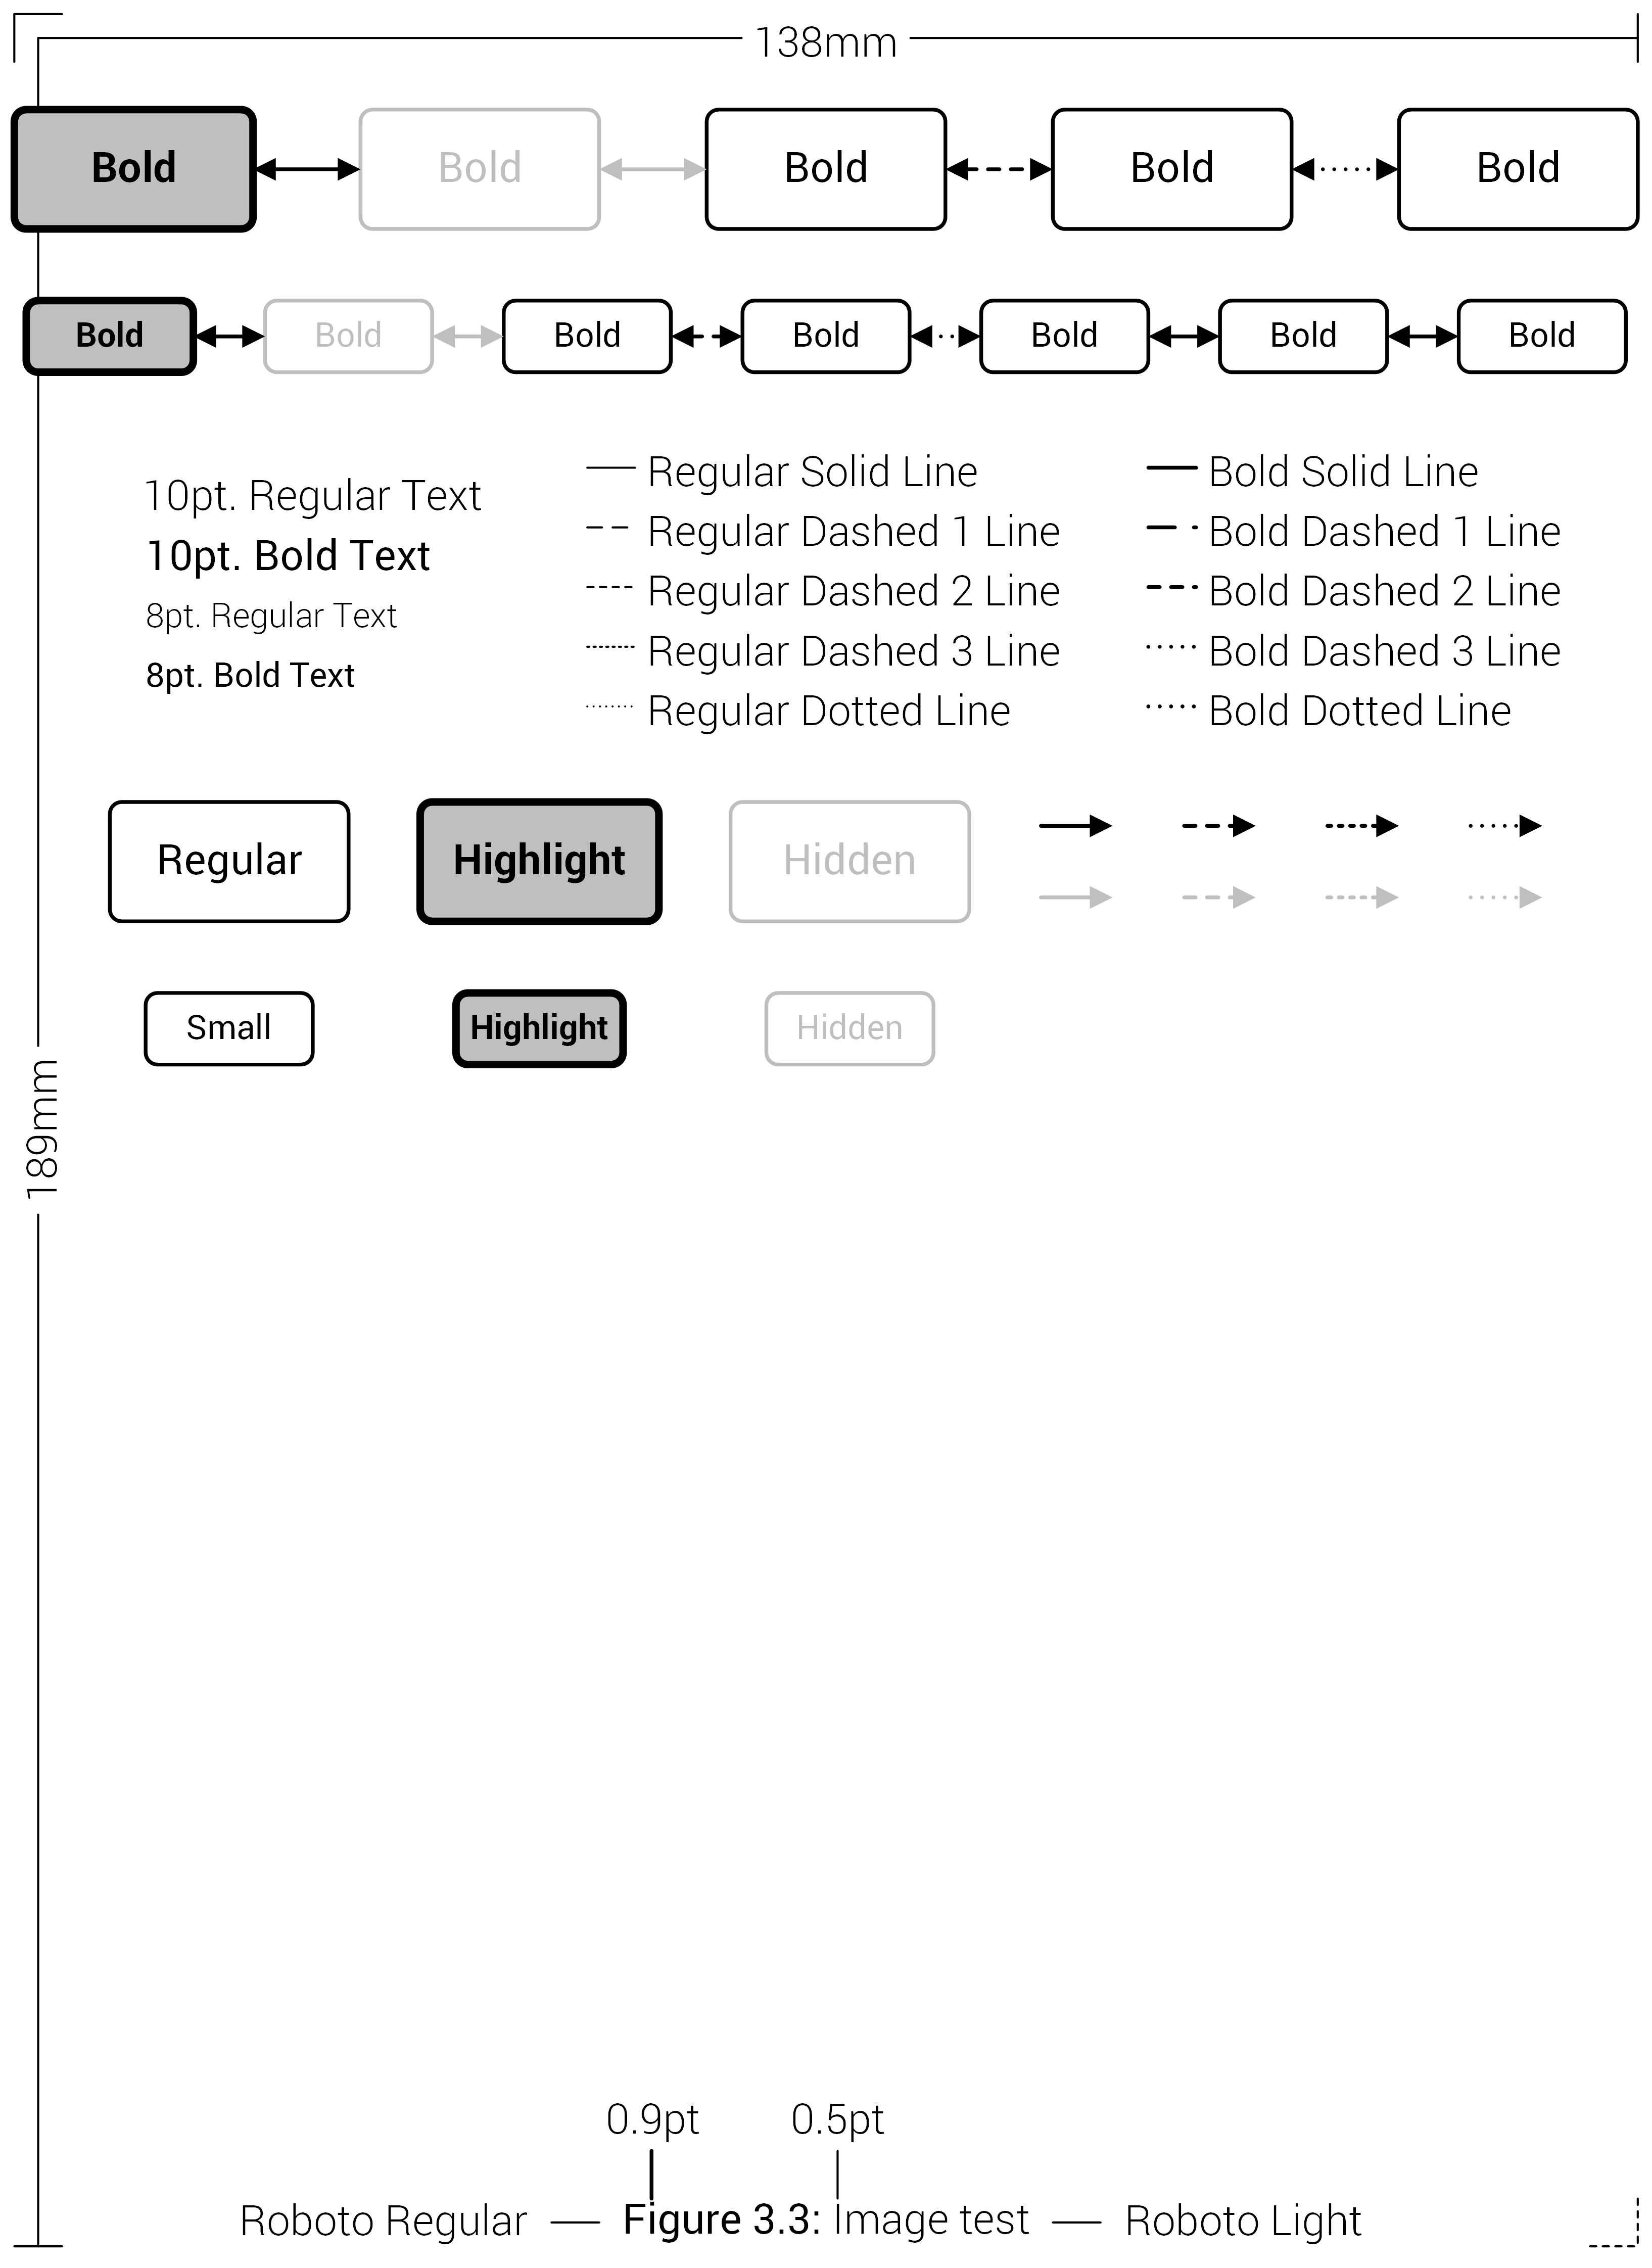 138mm
Bold Bold Bold Bold Bold
Bold Bold Bold Bold Bold Bold Bold
10pt. Regular Text
10pt. Bold Text
8pt. Regular Text
8pt. Bold Text
Regular Solid Line
Regular Dashed 1 Line
Regular Dashed 2 Line
Regular Dashed 3 Line
Regular Dotted Line
Bold Solid Line
Bold Dashed 1 Line
Bold Dashed 2 Line
Bold Dashed 3 Line
Bold Dotted Line
Regular Highlight Hidden
Small Highlight Hidden
189mm
0.9pt 0.5pt
Roboto Regular — Figure 3.3: Image test — Roboto Light